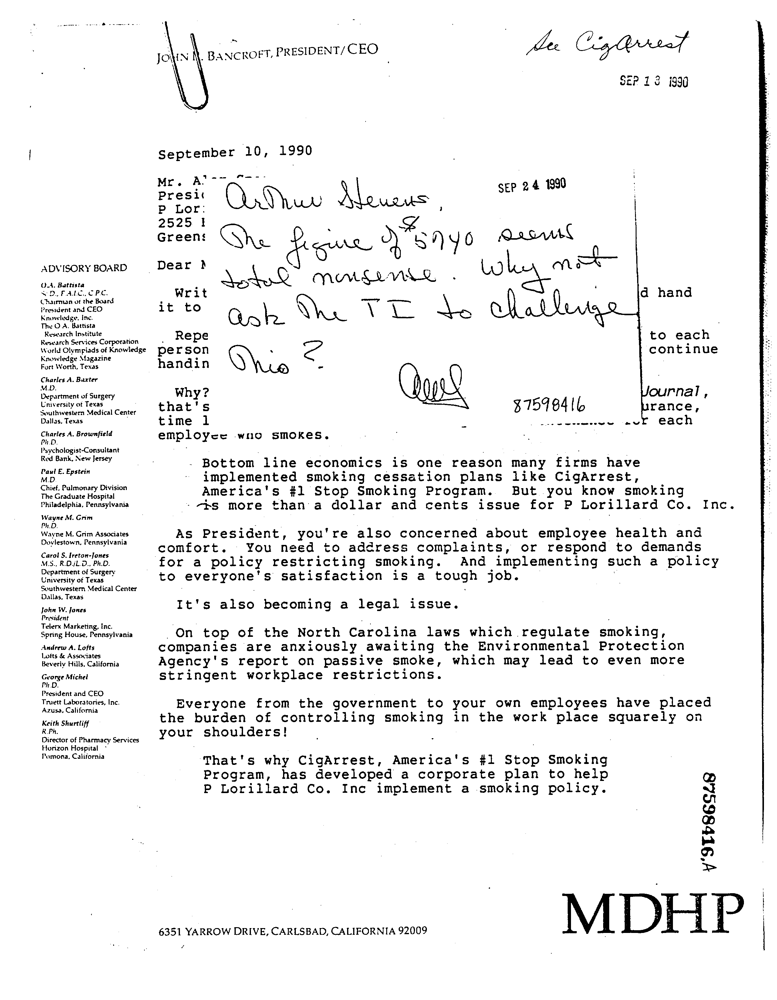 JOHN N. BANCROFT, PRESIDENT/CEO
See CigArrest
SEP 13 1990
September 10, 1990
Mr. A.
Presi
P Lor
2525
Greens
Dear M
Writ
it to
Repe
person
handin
Why?
that's
time l
employee who smokes.
SEP 24 1990
Arthur Stevens,
The figure of $5740 seems
total nonsense. Why not
ask the TI to challenge
this?
87598416
d hand
to each
continue
Journal,
urance,
r each
Bottom line economics is one reason many firms have
implemented smoking cessation plans like CigArrest,
America's #1 Stop Smoking Program. But you know smoking
is more than a dollar and cents issue for P Lorillard Co. Inc.
As President, you're also concerned about employee health and
comfort. You need to address complaints, or respond to demands
for a policy restricting smoking. And implementing such a policy
to everyone's satisfaction is a tough job.
It's also becoming a legal issue.
On top of the North Carolina laws which regulate smoking,
companies are anxiously awaiting the Environmental Protection
Agency's report on passive smoke, which may lead to even more
stringent workplace restrictions.
Everyone from the government to your own employees have placed
the burden of controlling smoking in the work place squarely on
your shoulders!
That's why CigArrest, America's #1 Stop Smoking
Program, has developed a corporate plan to help
P Lorillard Co. Inc implement a smoking policy.
ADVISORY BOARD
O.A. Battista
S.D., F.A.I.C., C.P.C.
Chairman of the Board
President and CEO
Knowledge, Inc.
The O.A. Battista
Research Institute
Research Services Corporation
World Olympiads of Knowledge
Knowledge Magazine
Fort Worth, Texas
Charles A. Baxter
M.D.
Department of Surgery
University of Texas
Southwestern Medical Center
Dallas, Texas
Charles A. Brownfield
Ph.D.
Psychologist-Consultant
Red Bank, New Jersey
Paul E. Epstein
M.D.
Chief, Pulmonary Division
The Graduate Hospital
Philadelphia, Pennsylvania
Wayne M. Grim
Ph.D.
Wayne M. Grim Associates
Doylestown, Pennsylvania
Carol S. Ireton-Jones
M.S., R.D./L.D., Ph.D.
Department of Surgery
University of Texas
Southwestern Medical Center
Dallas, Texas
John W. Jones
President
Telerx Marketing, Inc.
Spring House, Pennsylvania
Andrew A. Lofts
Lofts & Associates
Beverly Hills, California
George Michel
Ph.D.
President and CEO
Truett Laboratories, Inc.
Azusa, California
Keith Shurtliff
R.Ph.
Director of Pharmacy Services
Horizon Hospital
Pomona, California
87598416.A
6351 YARROW DRIVE, CARLSBAD, CALIFORNIA 92009
MDHP